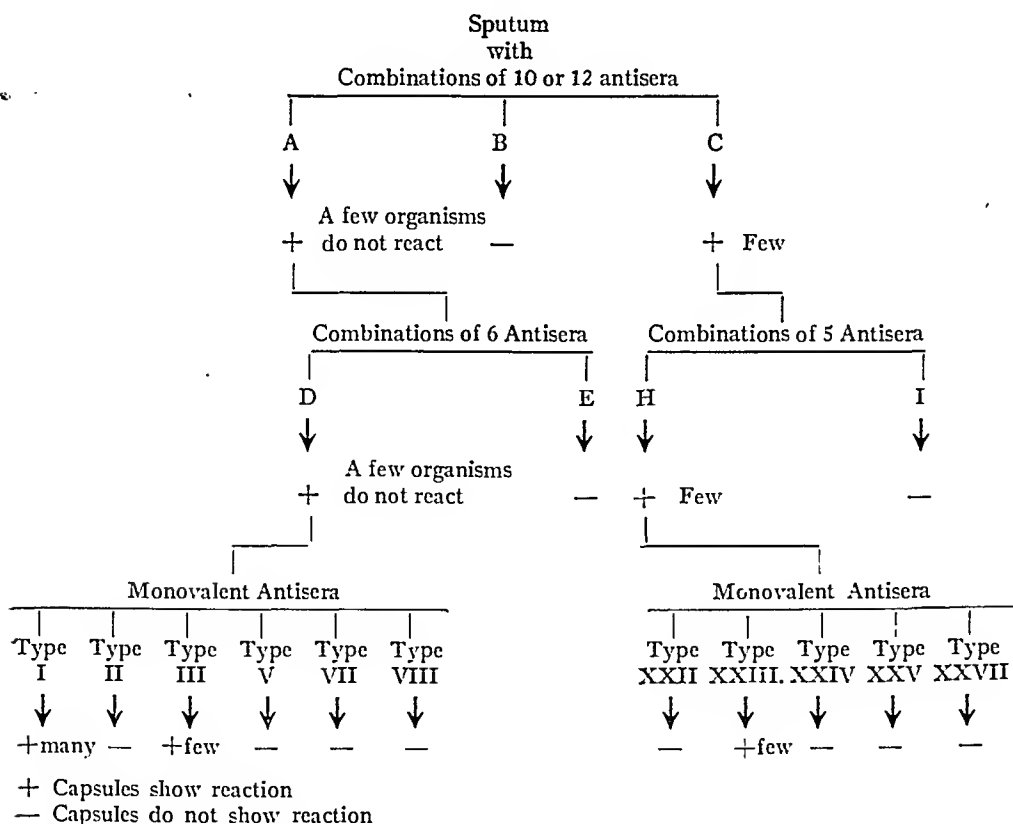 Sputum
with
Combinations of 10 or 12 antisera
A B C
A few organisms
+ do not react — + Few
Combinations of 6 Antisera Combinations of 5 Antisera
D E H I
A few organisms
+ do not react — + Few —
Monovalent Antisera Monovalent Antisera
Type Type Type Type Type Type Type Type Type Type Type
I II III V VII VIII XXII XXIII. XXIV XXV XXVII
+many — +few — — — — +few — — —
+ Capsules show reaction
— Capsules do not show reaction